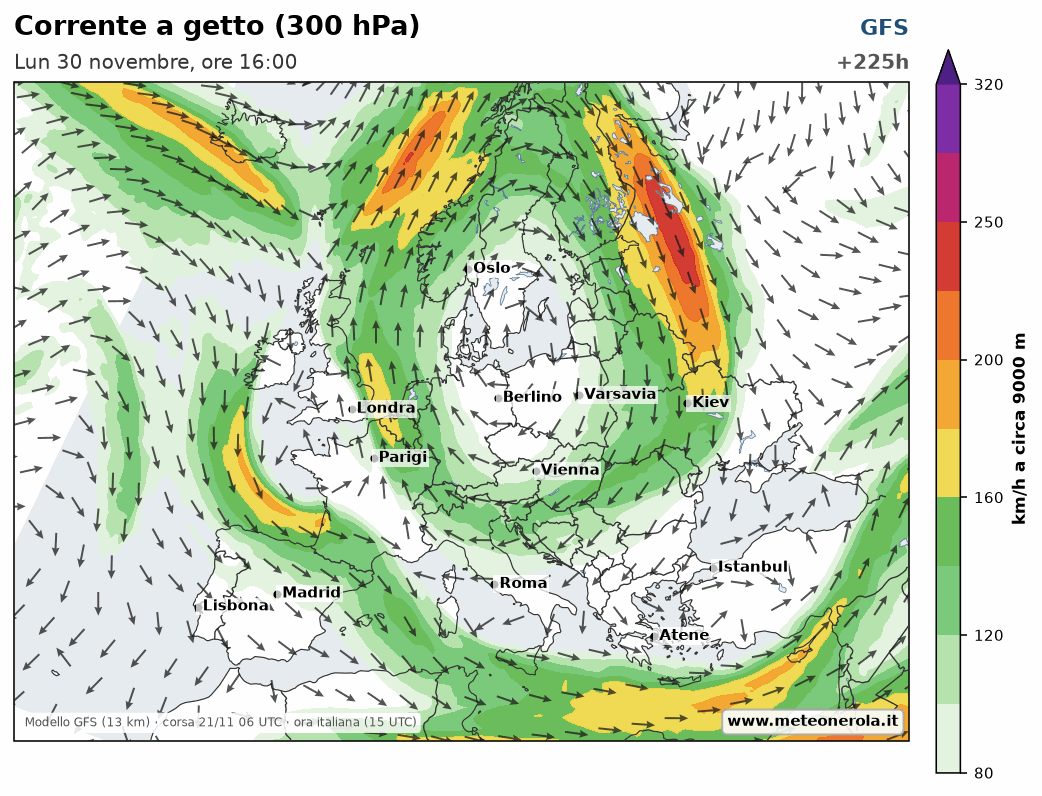 Corrente a getto (300 hPa)
GFS
Lun 30 novembre, ore 16:00
+225h
320
250
200
160
120
80
km/h a circa 9000 m
Oslo
Berlino
Varsavia
Kiev
Londra
Parigi
Vienna
Istanbul
Roma
Madrid
Lisbona
Atene
Modello GFS (13 km) · corsa 21/11 06 UTC · ora italiana (15 UTC)
www.meteonerola.it